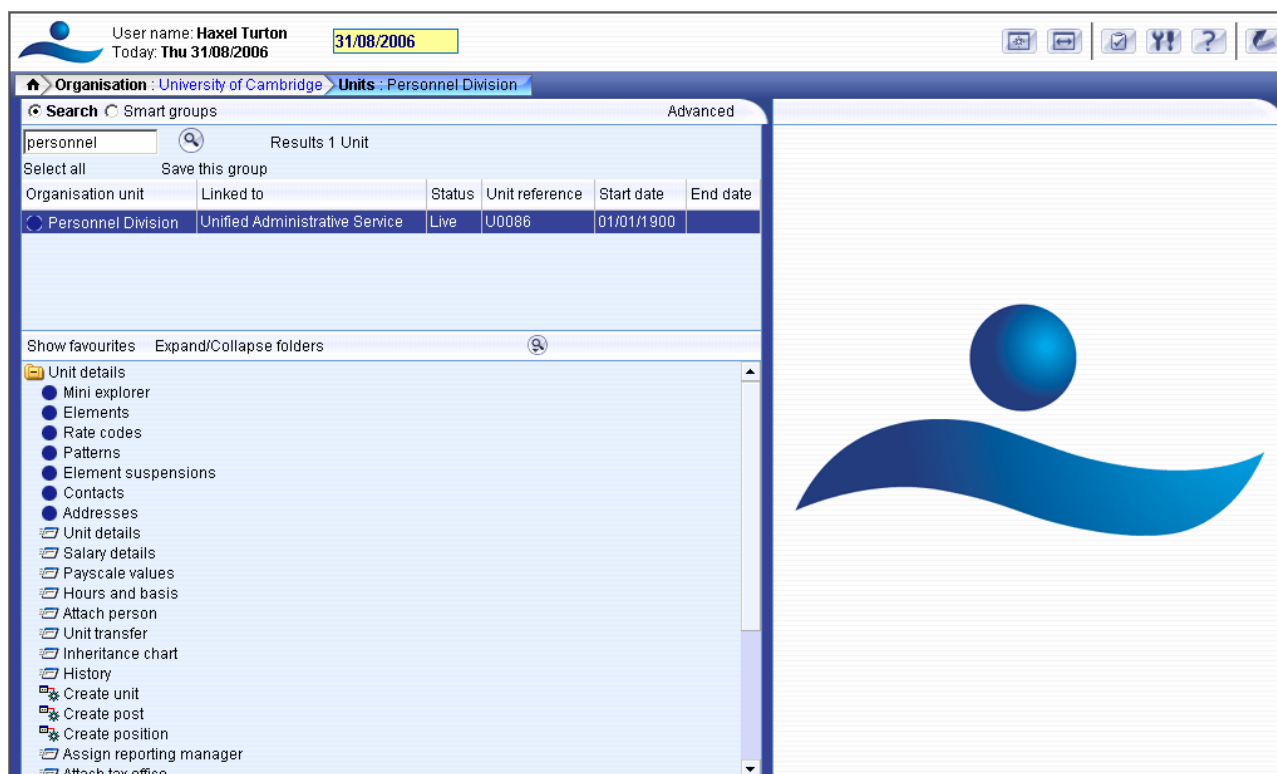 User name: Haxel Turton
Today: Thu 31/08/2006
31/08/2006
Organisation : University of Cambridge Units : Personnel Division
Search Smart groups Advanced
personnel Results 1 Unit
Select all Save this group
Organisation unit Linked to Status Unit reference Start date End date
Personnel Division Unified Administrative Service Live U0086 01/01/1900
Show favourites Expand/Collapse folders
Unit details
Mini explorer
Elements
Rate codes
Patterns
Element suspensions
Contacts
Addresses
Unit details
Salary details
Payscale values
Hours and basis
Attach person
Unit transfer
Inheritance chart
History
Create unit
Create post
Create position
Assign reporting manager
Attach tax office